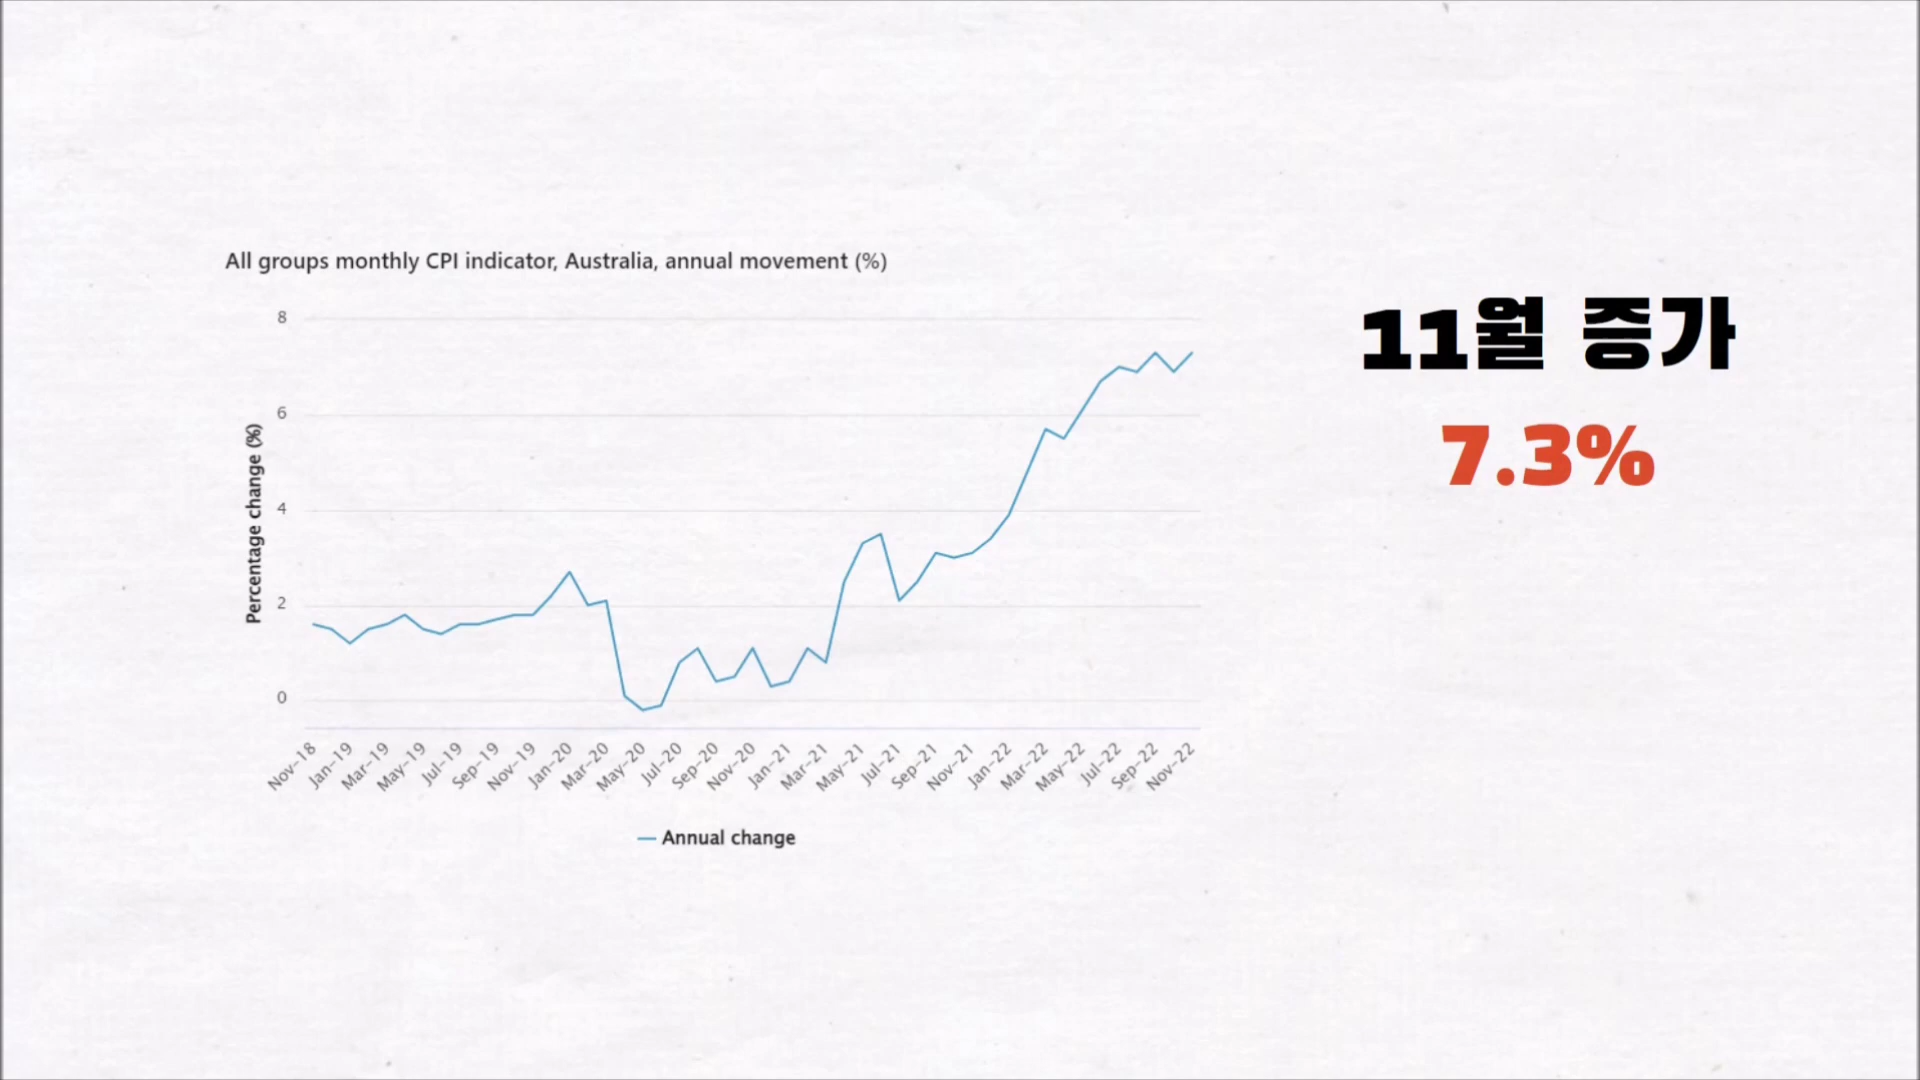 All groups monthly CPI indicator, Australia, annual movement (%)
11월 증가
7.3%
Percentage change (%)
8
6
4
2
0
Nov-18
Jan-19
Mar-19
May-19
Jul-19
Sep-19
Nov-19
Jan-20
Mar-20
May-20
Jul-20
Sep-20
Nov-20
Jan-21
Mar-21
May-21
Jul-21
Sep-21
Nov-21
Jan-22
Mar-22
May-22
Jul-22
Sep-22
Nov-22
Annual change